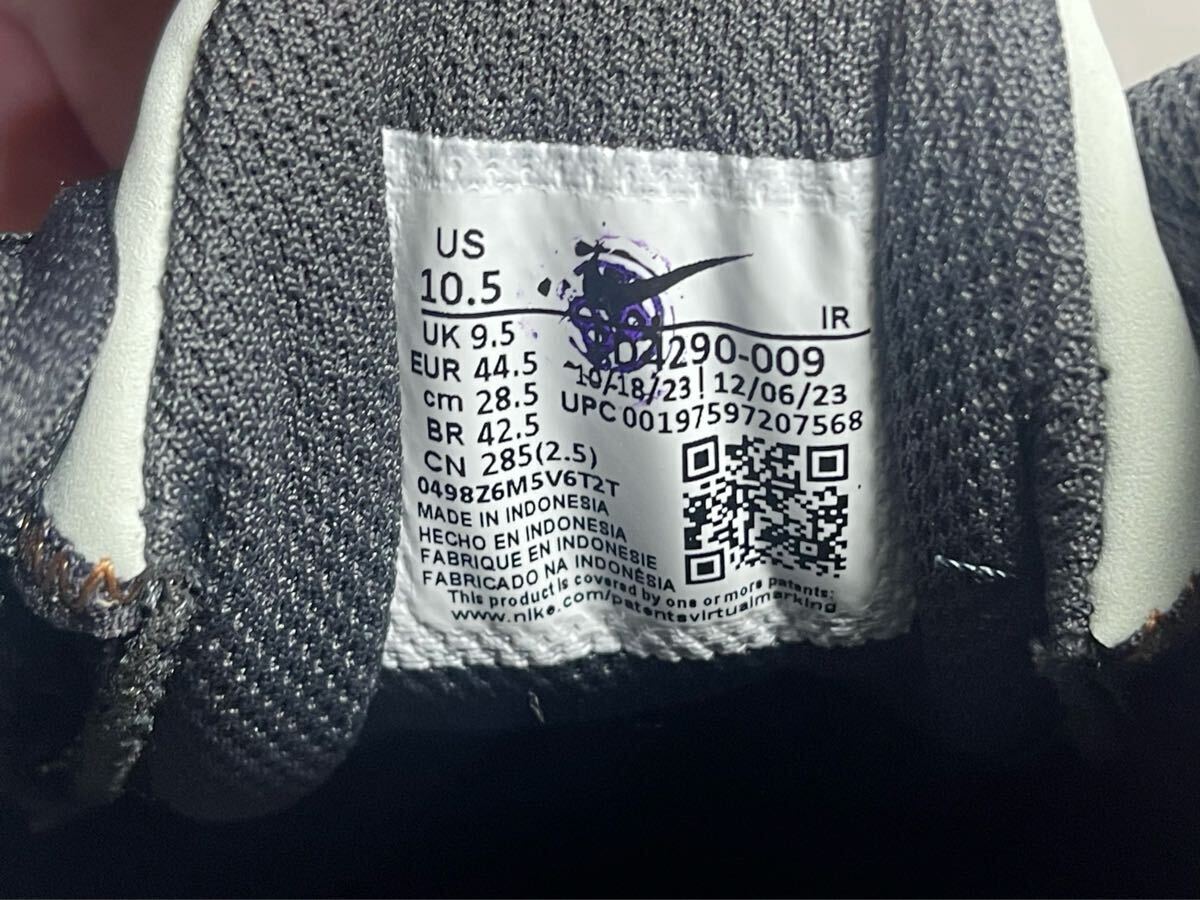 US
10.5
IR
UK 9.5
EUR 44.5
cm 28.5
BR 42.5
CN 285(2.5)
10/18/23 | 12/06/23
UPC 00197597207568
0498Z6M5V6T2T
MADE IN INDONESIA
HECHO EN INDONESIA
FABRIQUE EN INDONESIE
FABRICADO NA INDONÉSIA
This product is covered by one or more patents:
www.nike.com/patentsvirtualmarking